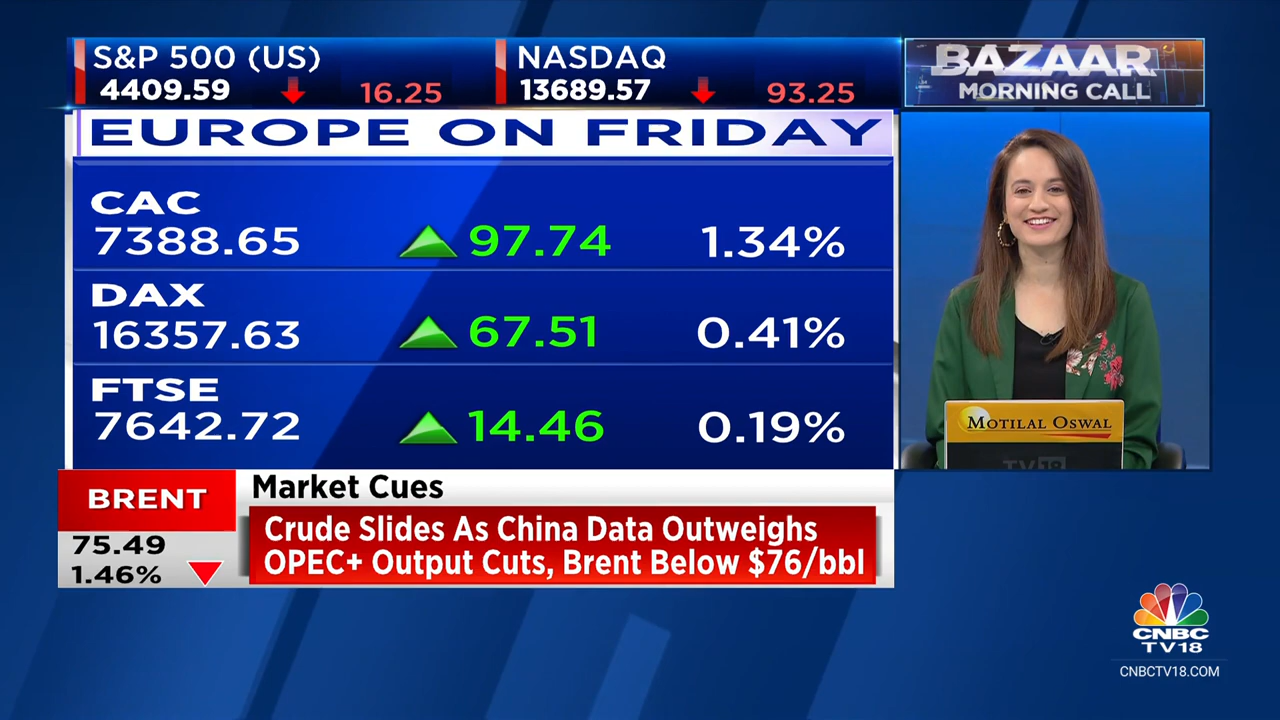 S&P 500 (US)
4409.59 16.25
NASDAQ
13689.57 93.25
BAZAAR
MORNING CALL
EUROPE ON FRIDAY
CAC
7388.65 97.74 1.34%
DAX
16357.63 67.51 0.41%
FTSE
7642.72 14.46 0.19%
MOTILAL OSWAL
TV18
BRENT
75.49
1.46%
Market Cues
Crude Slides As China Data Outweighs
OPEC+ Output Cuts, Brent Below $76/bbl
CNBC
TV18
CNBCTV18.COM